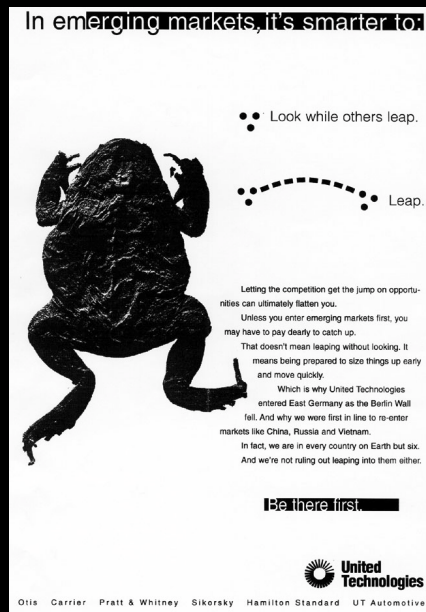 In emerging markets, it's smarter to:
Look while others leap.
Leap.
Letting the competition get the jump on opportu-
nities can ultimately flatten you.
Unless you enter emerging markets first, you
may have to pay dearly to catch up.
That doesn't mean leaping without looking. It
means being prepared to size things up early
and move quickly.
Which is why United Technologies
entered East Germany as the Berlin Wall
fell. And why we were first in line to re-enter
markets like China, Russia and Vietnam.
In fact, we are in every country on Earth but six.
And we're not ruling out leaping into them either.
Be there first.
United
Technologies
Otis Carrier Pratt & Whitney Sikorsky Hamilton Standard UT Automotive